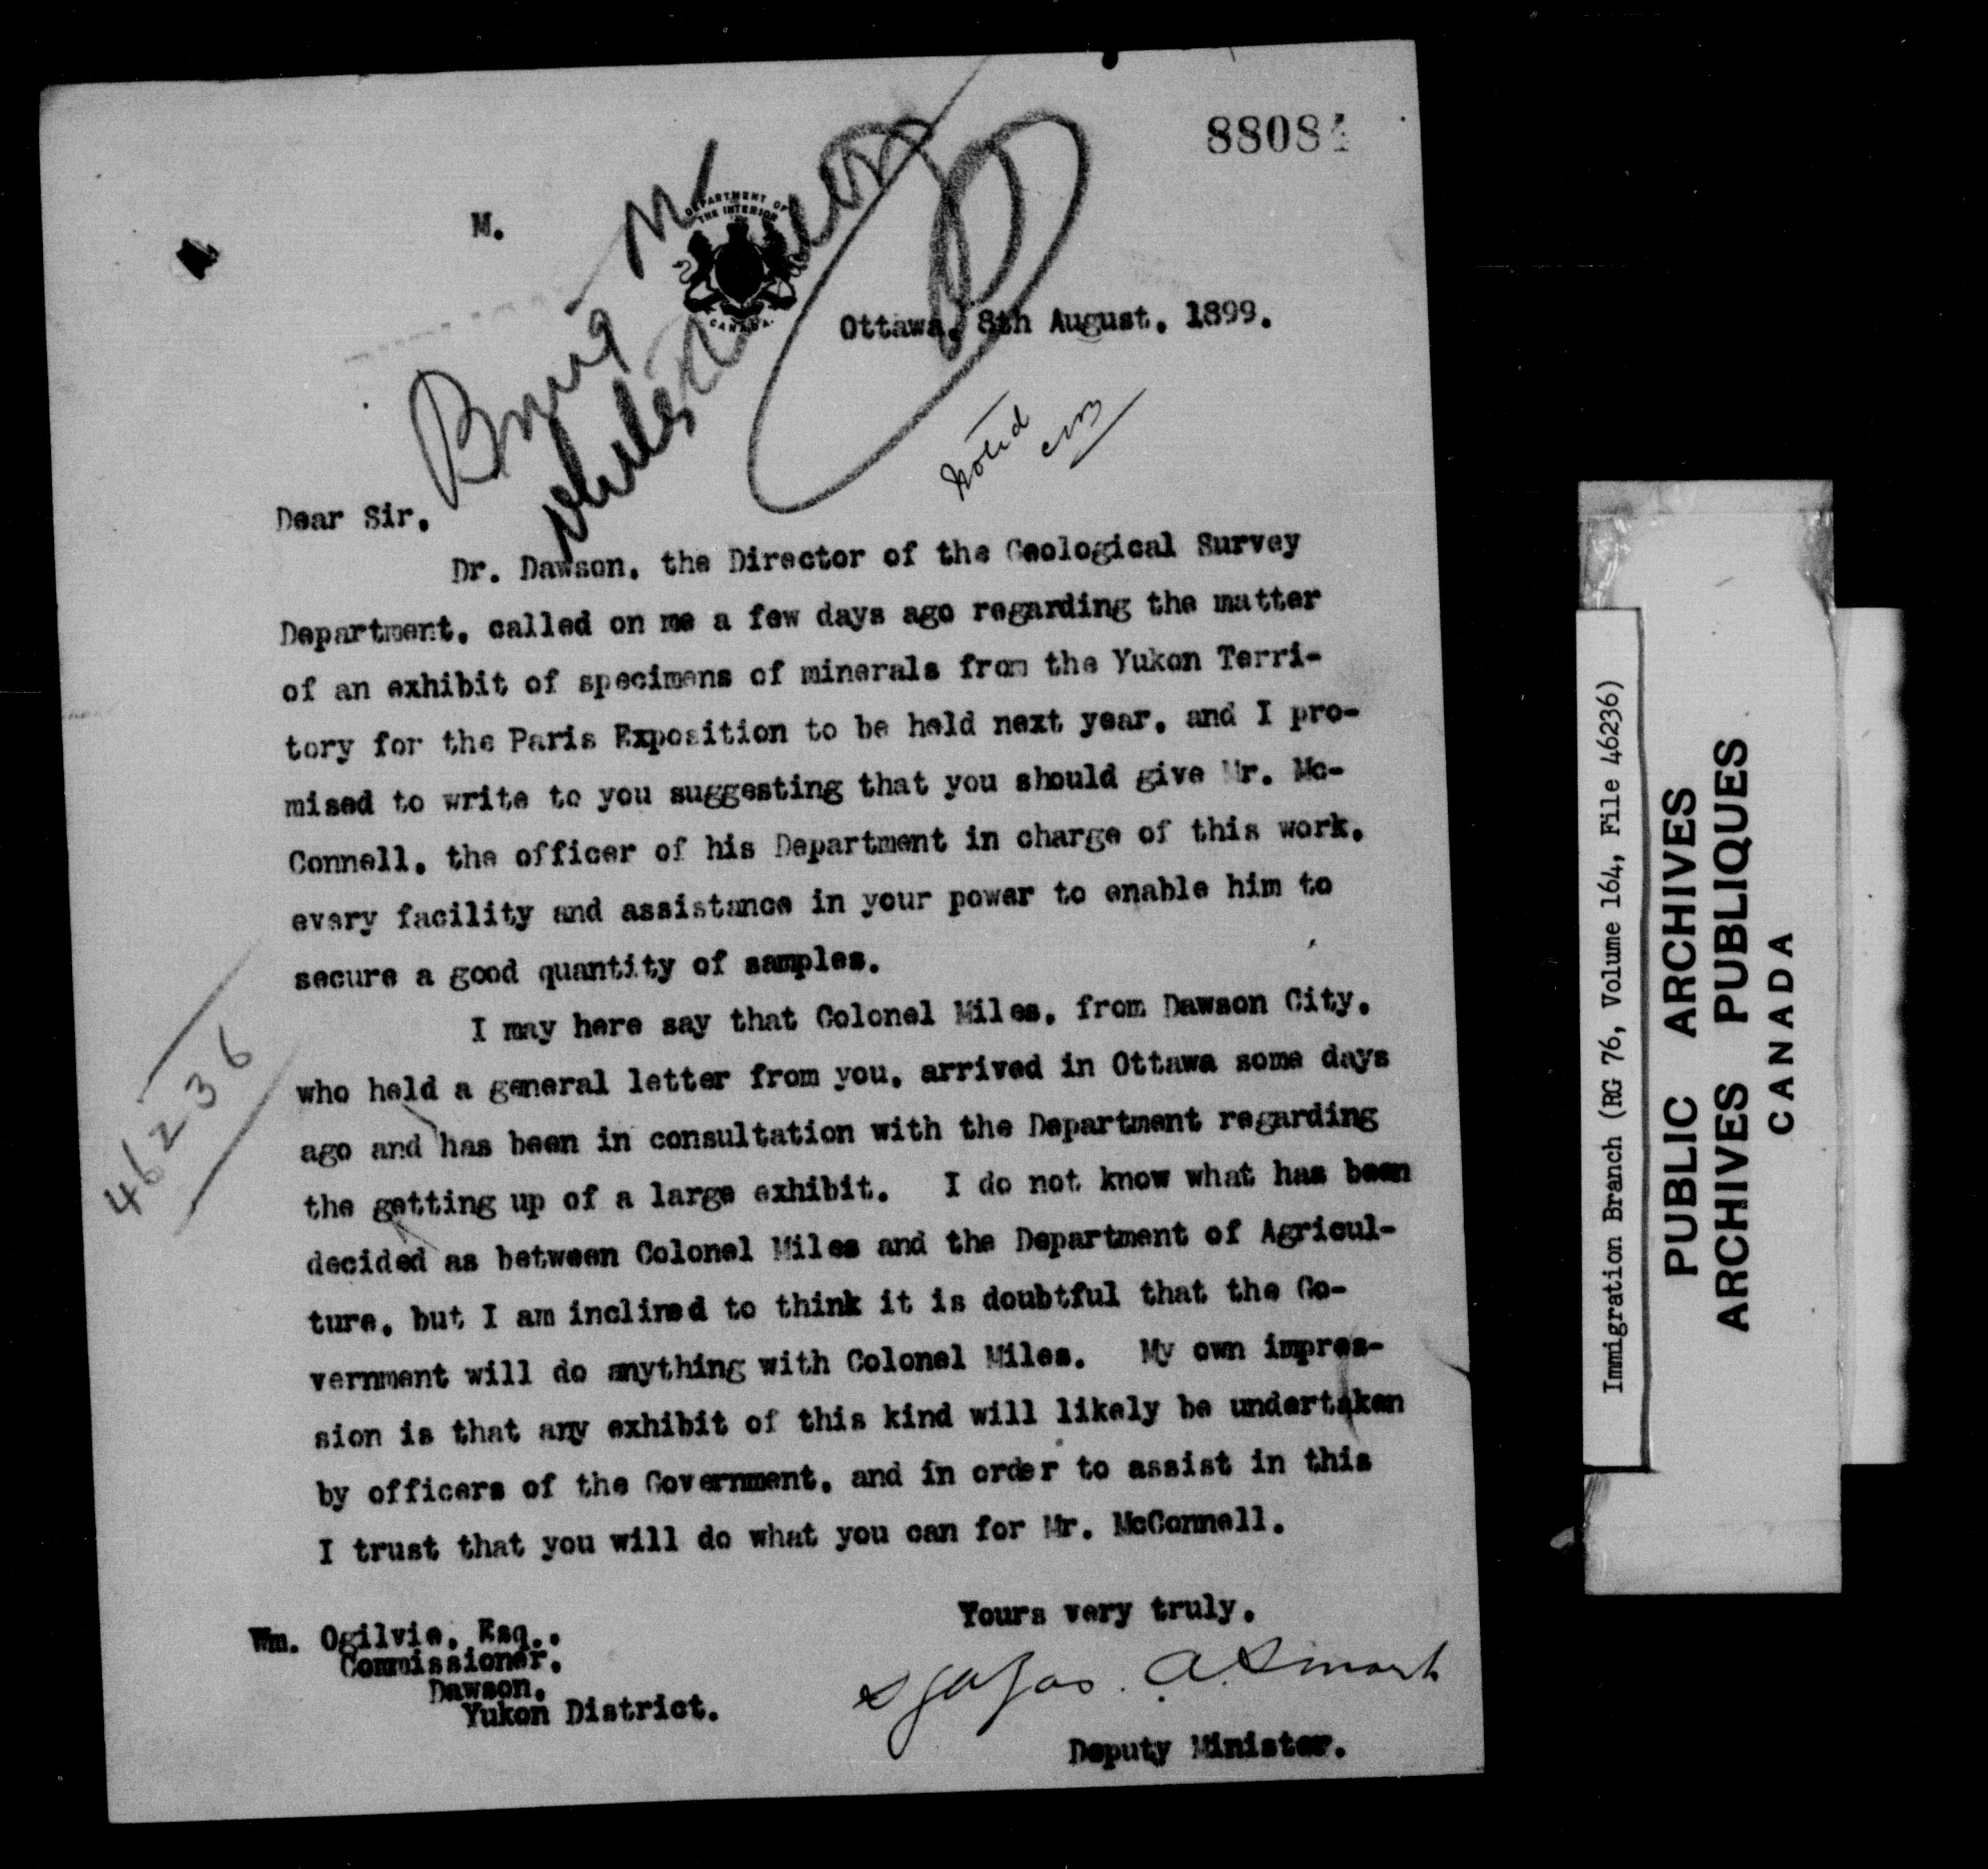 88084
M.
DEPARTMENT OF
THE INTERIOR
CANADA
Ottawa, 8th August, 1899.
Bring
Noted
Dear Sir,
Dr. Dawson, the Director of the Geological Survey
Department, called on me a few days ago regarding the matter
of an exhibit of specimens of minerals from the Yukon Terri-
tory for the Paris Exposition to be held next year, and I pro-
mised to write to you suggesting that you should give Mr. Mc-
Connell, the officer of his Department in charge of this work,
every facility and assistance in your power to enable him to
secure a good quantity of samples.
I may here say that Colonel Miles, from Dawson City,
who held a general letter from you, arrived in Ottawa some days
ago and has been in consultation with the Department regarding
the getting up of a large exhibit. I do not know what has been
decided as between Colonel Miles and the Department of Agricul-
ture, but I am inclined to think it is doubtful that the Go-
vernment will do anything with Colonel Miles. My own impres-
sion is that any exhibit of this kind will likely be undertaken
by officers of the Government, and in order to assist in this
I trust that you will do what you can for Mr. McConnell.
46236
Yours very truly,
Sgd Jas. A. Smart
Deputy Minister.
Wm. Ogilvie, Esq.,
Commissioner,
Dawson,
Yukon District.
Immigration Branch (RG 76, Volume 164, File 46236)
PUBLIC ARCHIVES
ARCHIVES PUBLIQUES
CANADA